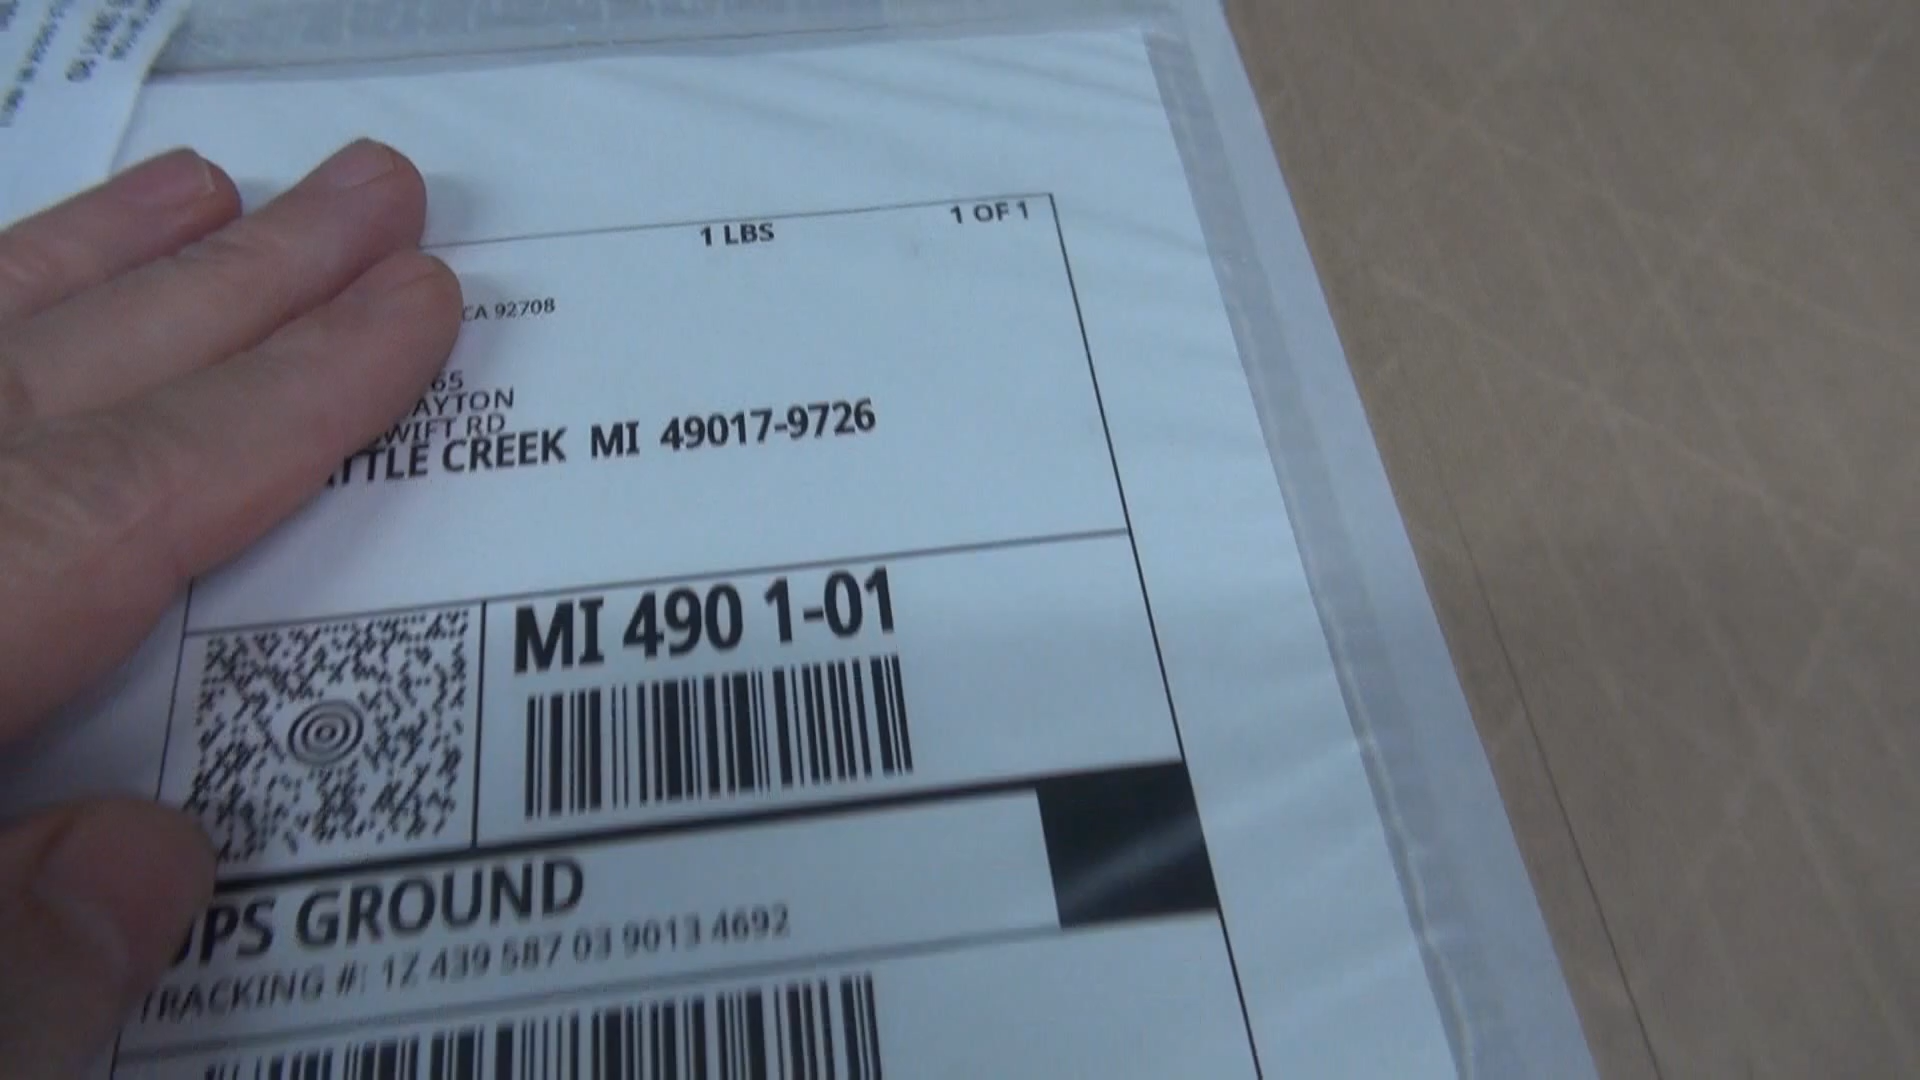 1 LBS
1 OF 1
CA 92708
65
AYTON
WIFT RD
TTLE CREEK MI 49017-9726
MI 490 1-01
UPS GROUND
TRACKING #: 1Z 439 587 03 9013 4692